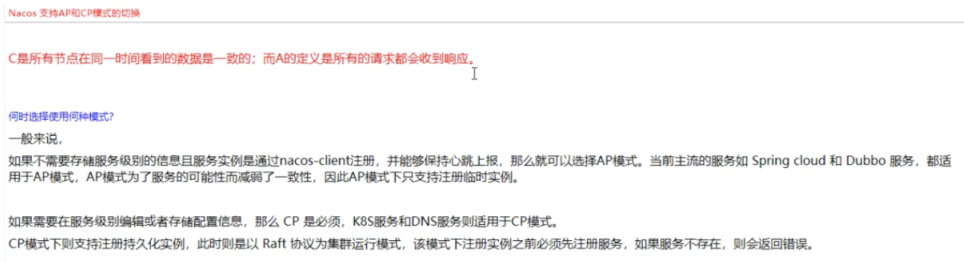 Nacos 支持AP和CP模式的切换
C是所有节点在同一时间看到的数据是一致的；而A的定义是所有的请求都会收到响应。
何时选择使用何种模式?
一般来说，
如果不需要存储服务级别的信息且服务实例是通过nacos-client注册，并能够保持心跳上报，那么就可以选择AP模式。当前主流的服务如 Spring cloud 和 Dubbo 服务，都适
用于AP模式，AP模式为了服务的可能性而减弱了一致性，因此AP模式下只支持注册临时实例。
如果需要在服务级别编辑或者存储配置信息，那么 CP 是必须，K8S服务和DNS服务则适用于CP模式。
CP模式下则支持注册持久化实例，此时则是以 Raft 协议为集群运行模式，该模式下注册实例之前必须先注册服务，如果服务不存在，则会返回错误。